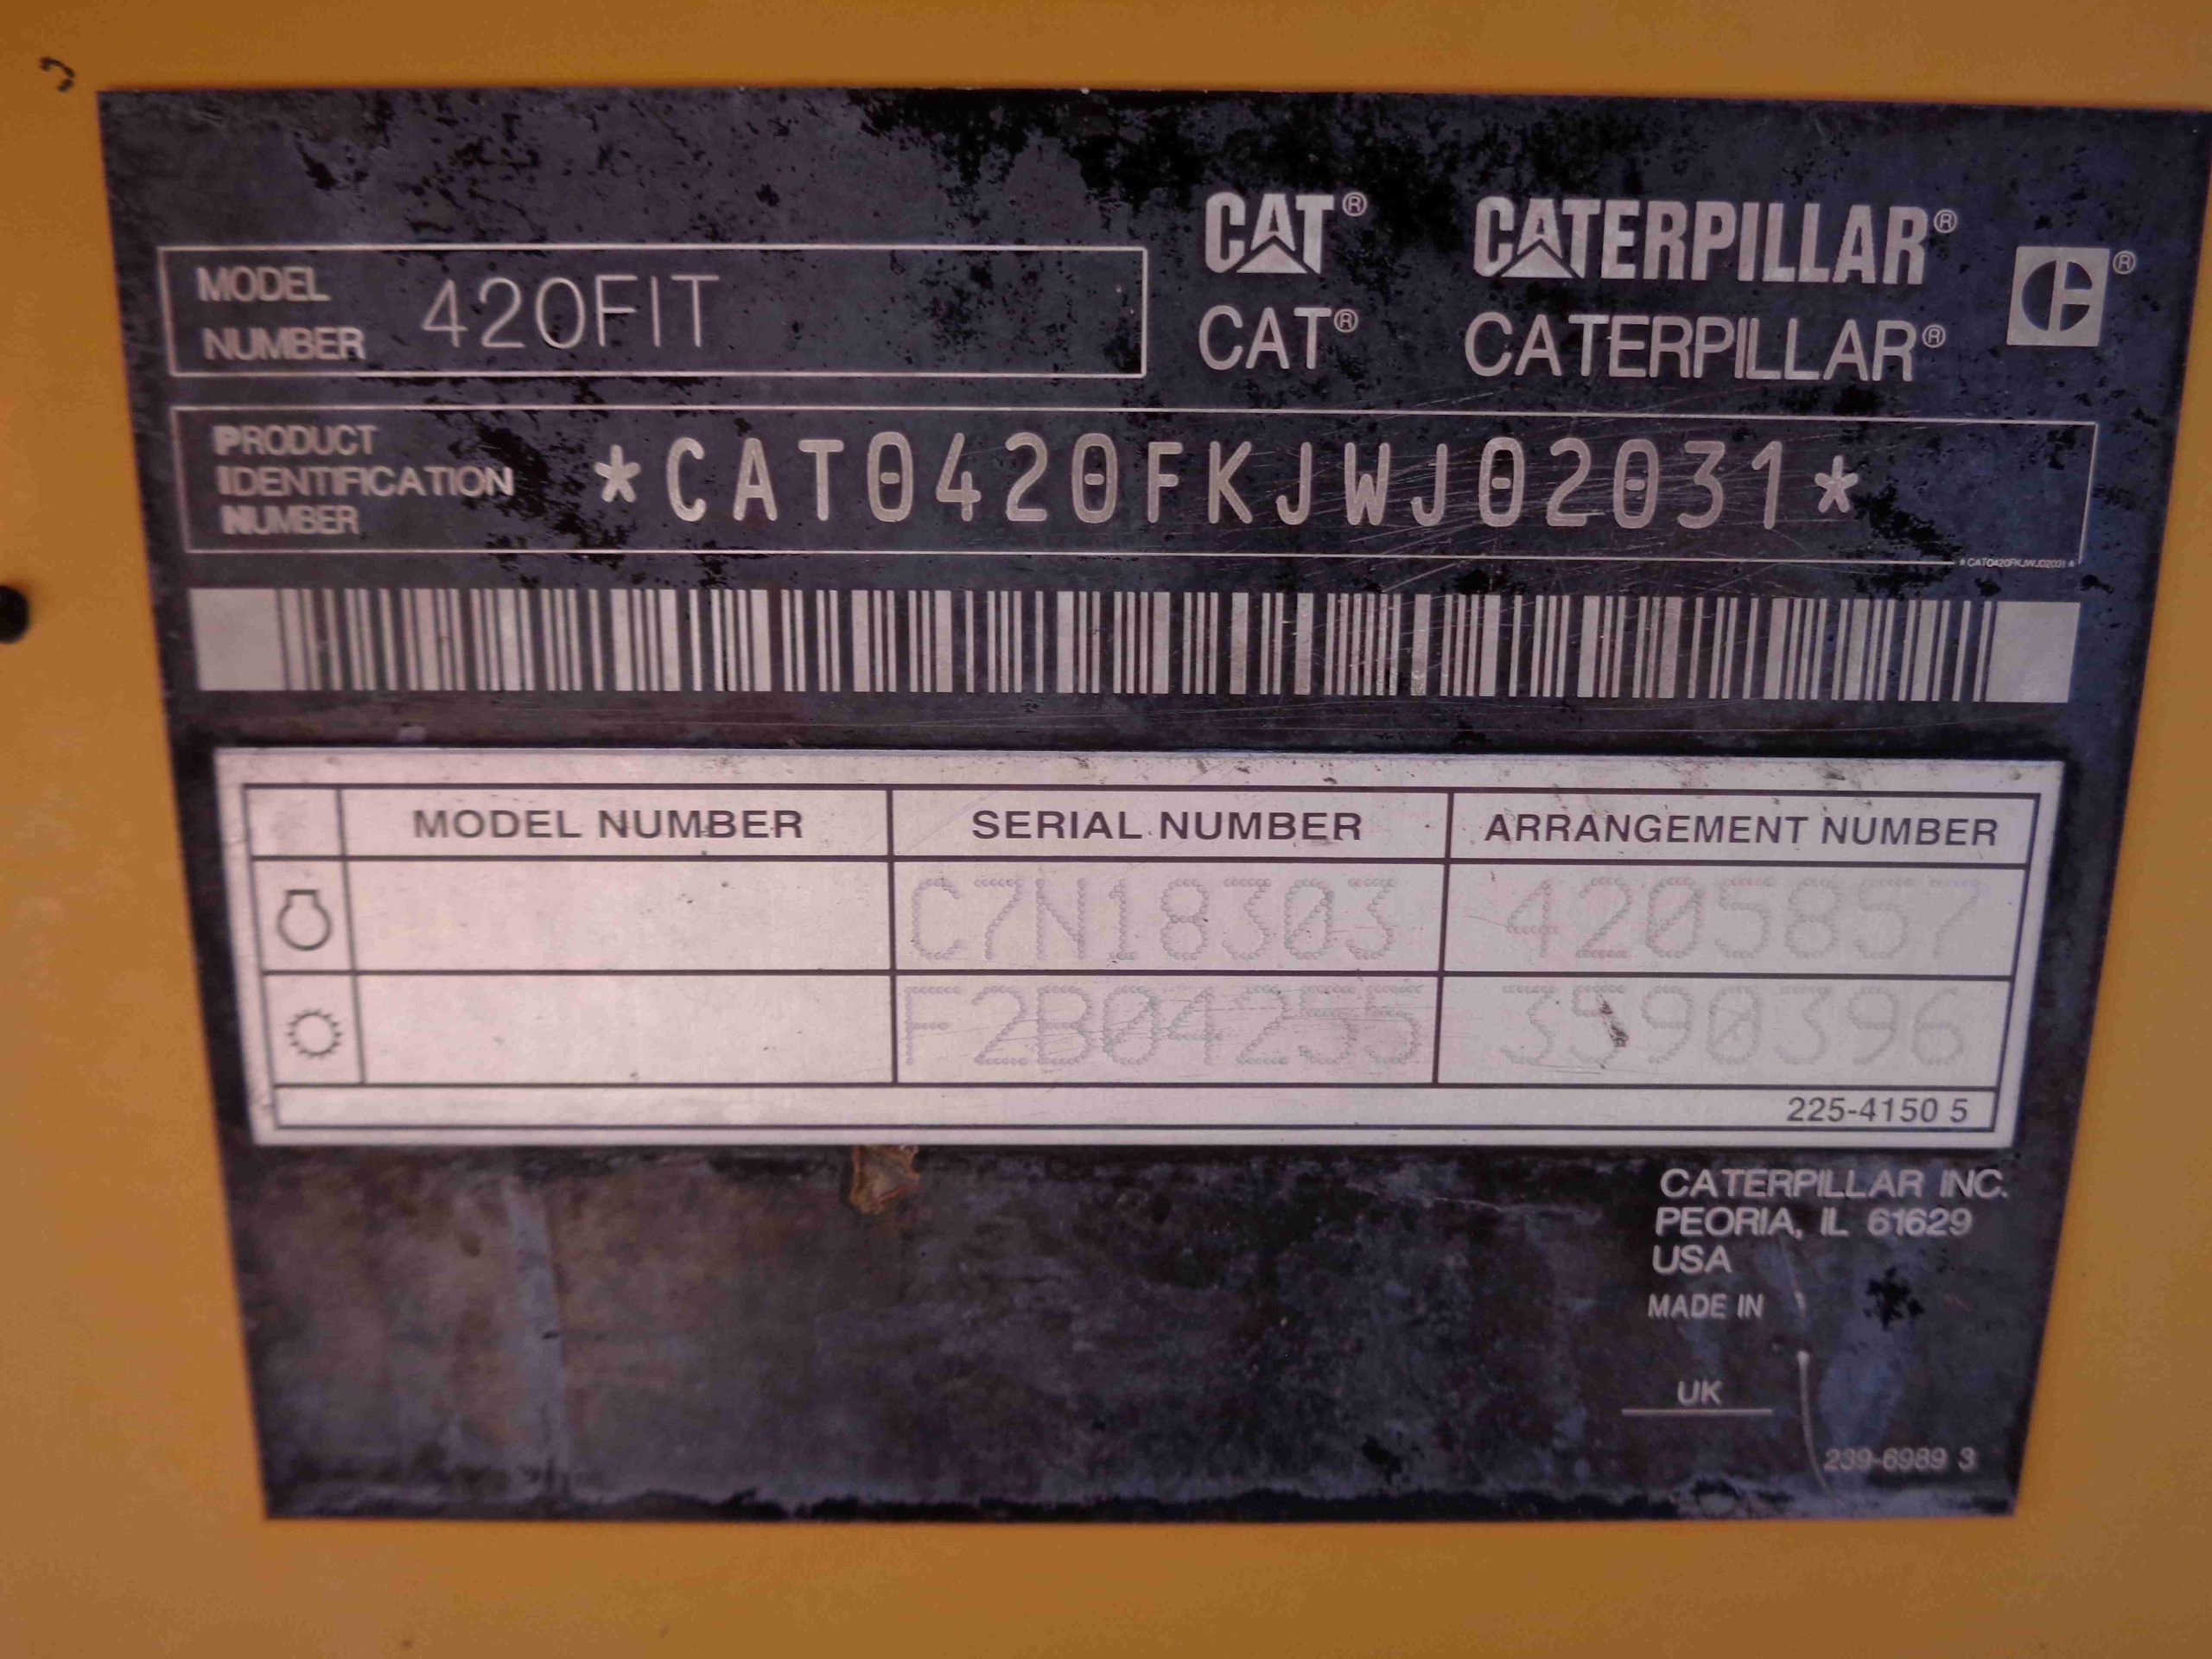 CAT® CATERPILLAR®
CAT® CATERPILLAR® ®
MODEL NUMBER 420FIT
PRODUCT IDENTIFICATION NUMBER *CAT0420FKJWJ02031*
*CAT0420FKJWJ02031*
MODEL NUMBER SERIAL NUMBER ARRANGEMENT NUMBER
C7N18303 4205857
F2B04255 3590396
225-4150 5
CATERPILLAR INC.
PEORIA, IL 61629
USA
MADE IN
UK
239-6989 3